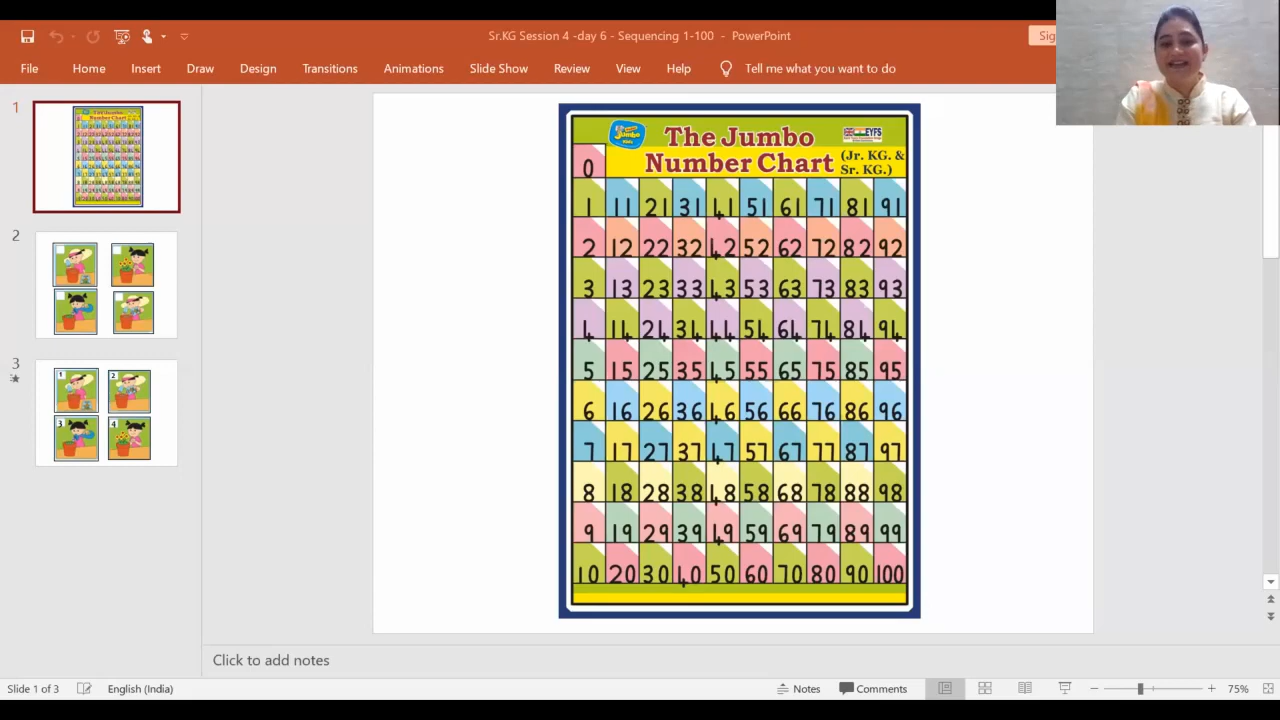 Sr.KG Session 4 -day 6 - Sequencing 1-100 - PowerPoint
Sig
File Home Insert Draw Design Transitions Animations Slide Show Review View Help Tell me what you want to do
1
2
3
1 2
3 4
Jumbo
KIDS
The Jumbo
Number Chart
EYFS
(Jr. KG. &
Sr. KG.)
0
1 11 21 31 41 51 61 71 81 91
2 12 22 32 42 52 62 72 82 92
3 13 23 33 43 53 63 73 83 93
4 14 24 34 44 54 64 74 84 94
5 15 25 35 45 55 65 75 85 95
6 16 26 36 46 56 66 76 86 96
7 17 27 37 47 57 67 77 87 97
8 18 28 38 48 58 68 78 88 98
9 19 29 39 49 59 69 79 89 99
10 20 30 40 50 60 70 80 90 100
Click to add notes
Slide 1 of 3 English (India) Notes Comments 75%